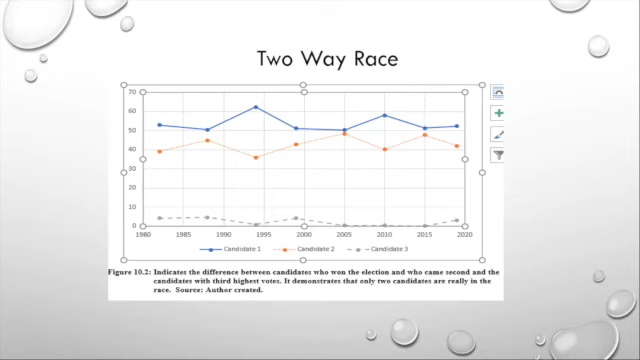 Two Way Race
70
60
50
40
30
20
10
0
1980 1985 1990 1995 2000 2005 2010 2015 2020
Candidate 1 Candidate 2 Candidate 3
Figure 10.2: Indicates the difference between candidates who won the election and who came second and the
candidates with third highest votes. It demonstrates that only two candidates are really in the
race. Source: Author created.